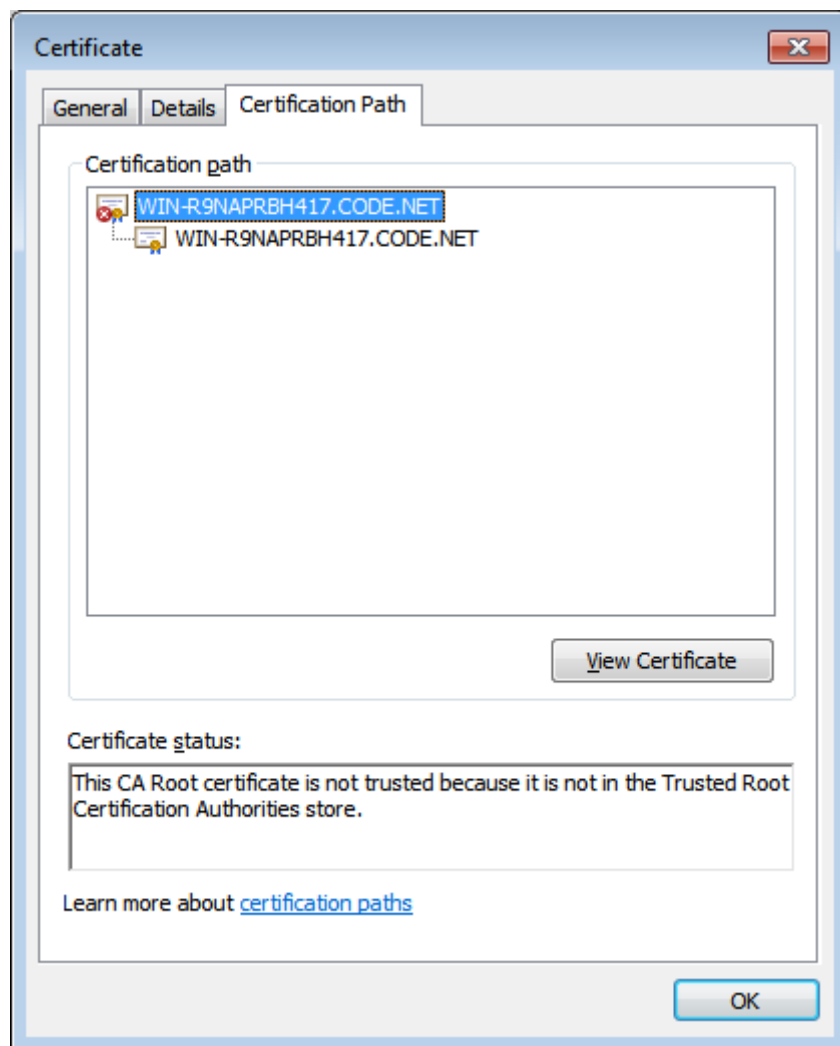 Certificate
General
Details
Certification Path
Certification path
WIN-R9NAPRBH417.CODE.NET
WIN-R9NAPRBH417.CODE.NET
View Certificate
Certificate status:
This CA Root certificate is not trusted because it is not in the Trusted Root
Certification Authorities store.
Learn more about certification paths
OK